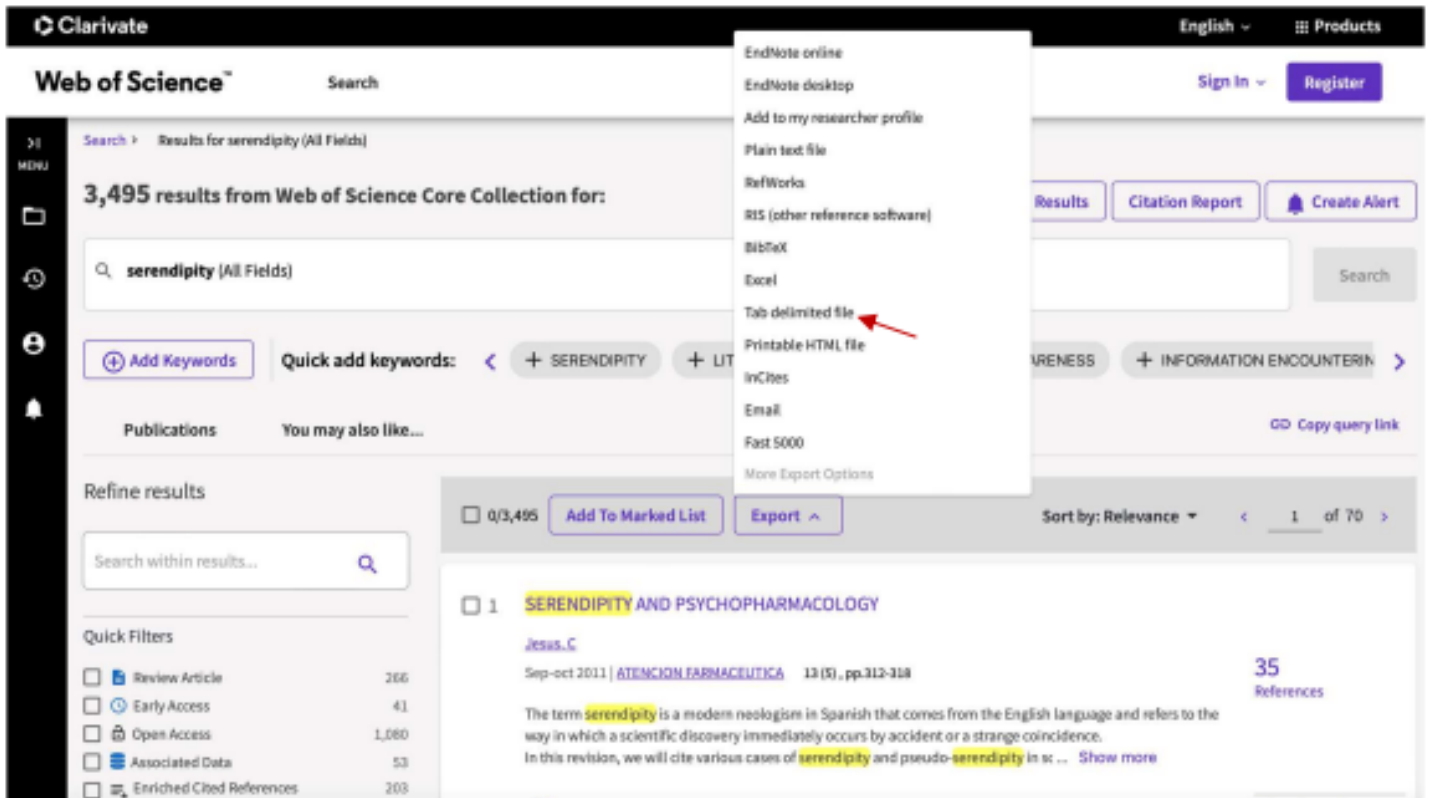 Clarivate
English
Products
Web of Science™
Search
Sign In
Register
MENU
Search > Results for serendipity (All Fields)
3,495 results from Web of Science Core Collection for:
Results
Citation Report
Create Alert
serendipity (All Fields)
Search
Add Keywords
Quick add keywords:
+ SERENDIPITY
+ LIT
ARENESS
+ INFORMATION ENCOUNTERIN
Publications
You may also like...
Copy query link
EndNote online
EndNote desktop
Add to my researcher profile
Plain text file
RefWorks
RIS (other reference software)
BibTeX
Excel
Tab delimited file
Printable HTML file
InCites
Email
Fast 5000
More Export Options
Refine results
Search within results...
Quick Filters
Review Article 266
Early Access 41
Open Access 1,080
Associated Data 53
Enriched Cited References 203
0/3,495
Add To Marked List
Export
Sort by: Relevance
< 1 of 70 >
1 SERENDIPITY AND PSYCHOPHARMACOLOGY
Jesus, C
Sep-oct 2011 | ATENCION FARMACEUTICA 13 (5), pp.312-318
The term serendipity is a modern neologism in Spanish that comes from the English language and refers to the
way in which a scientific discovery immediately occurs by accident or a strange coincidence.
In this revision, we will cite various cases of serendipity and pseudo-serendipity in sc ... Show more
35
References